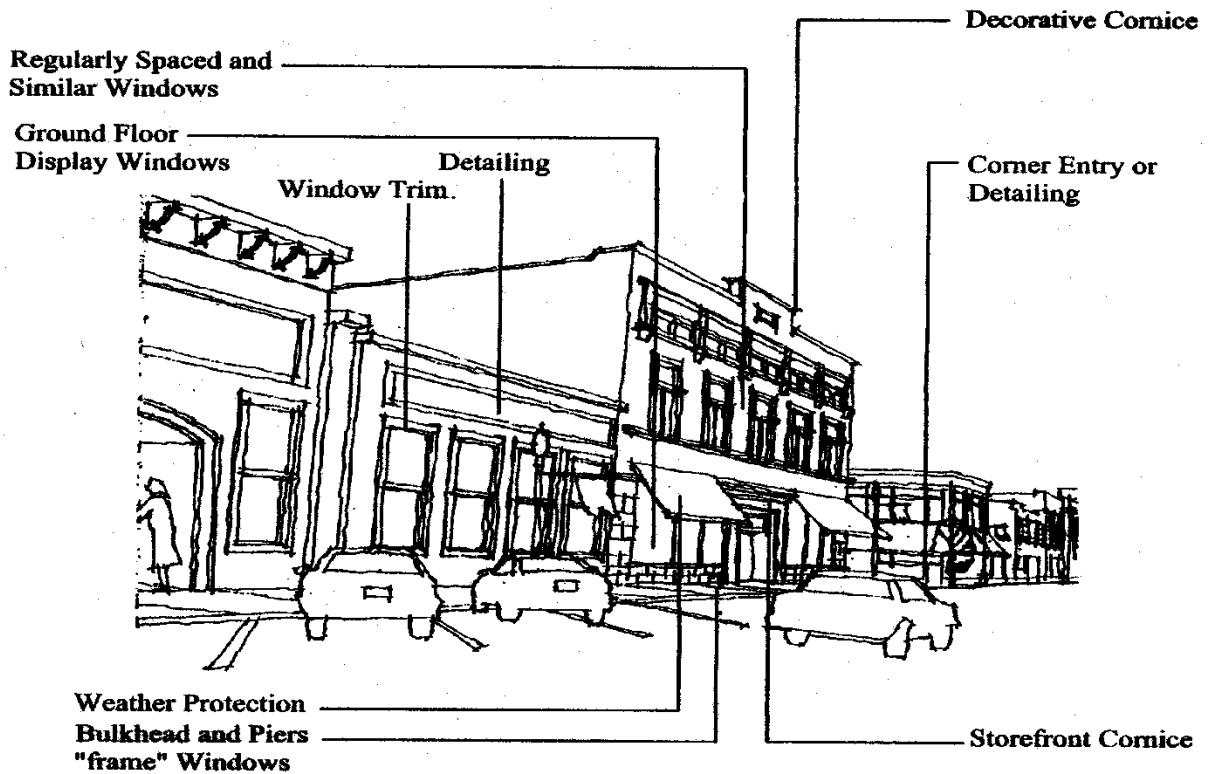 Decorative Cornice
Regularly Spaced and
Similar Windows
Ground Floor
Display Windows
Detailing
Window Trim.
Corner Entry or
Detailing
Weather Protection
Bulkhead and Piers
"frame" Windows
Storefront Cornice